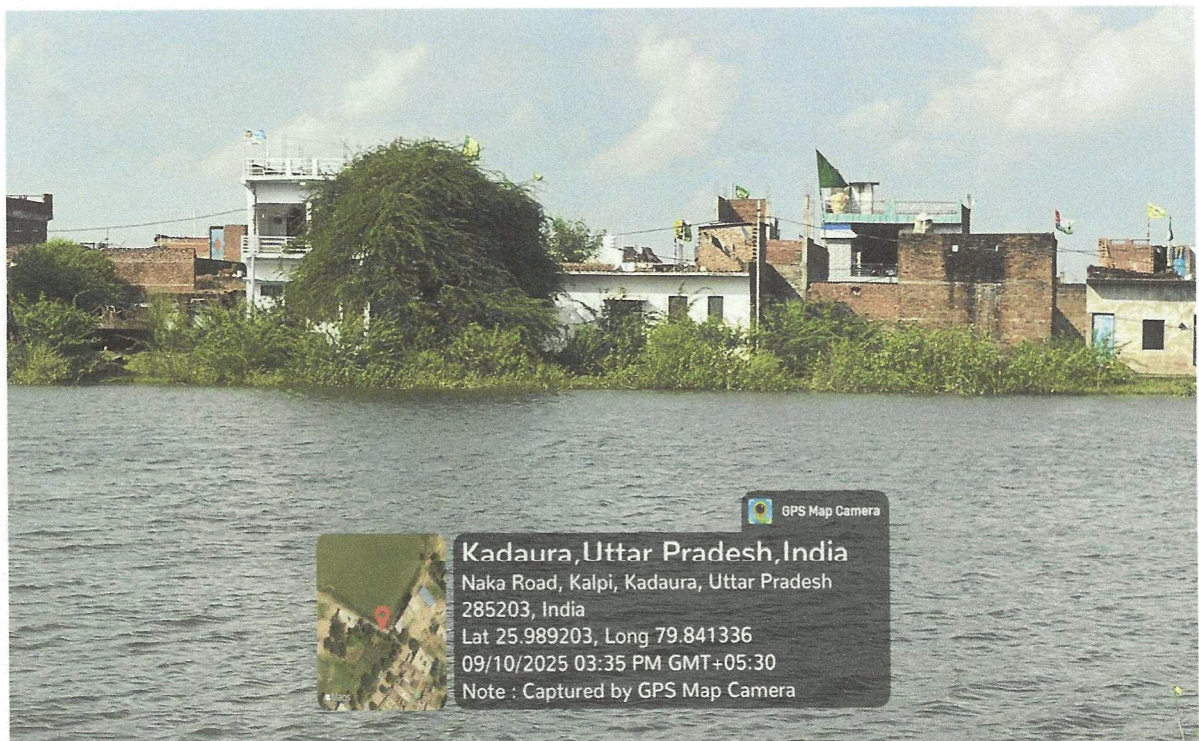 GPS Map Camera
Kadaura,Uttar Pradesh,India
Naka Road, Kalpi, Kadaura, Uttar Pradesh
285203, India
Lat 25.989203, Long 79.841336
09/10/2025 03:35 PM GMT+05:30
Note : Captured by GPS Map Camera
Maps